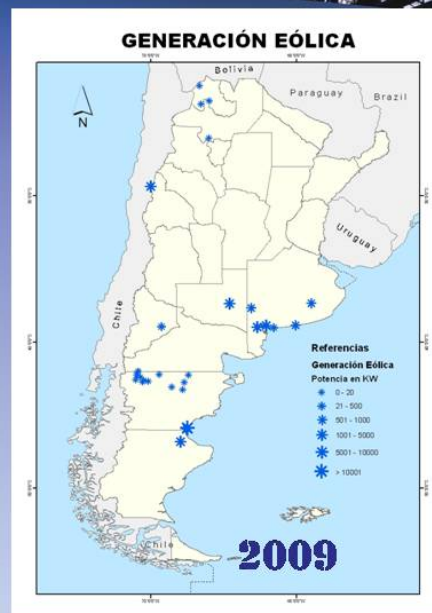 GENERACIÓN EÓLICA
Bolivia
Paraguay
Brazil
N
Uruguay
Chile
Referencias
Generación Eólica
Potencia en KW
0 - 20
21 - 500
501 - 1000
1001 - 5000
5001 - 10000
> 10001
Chile
2009